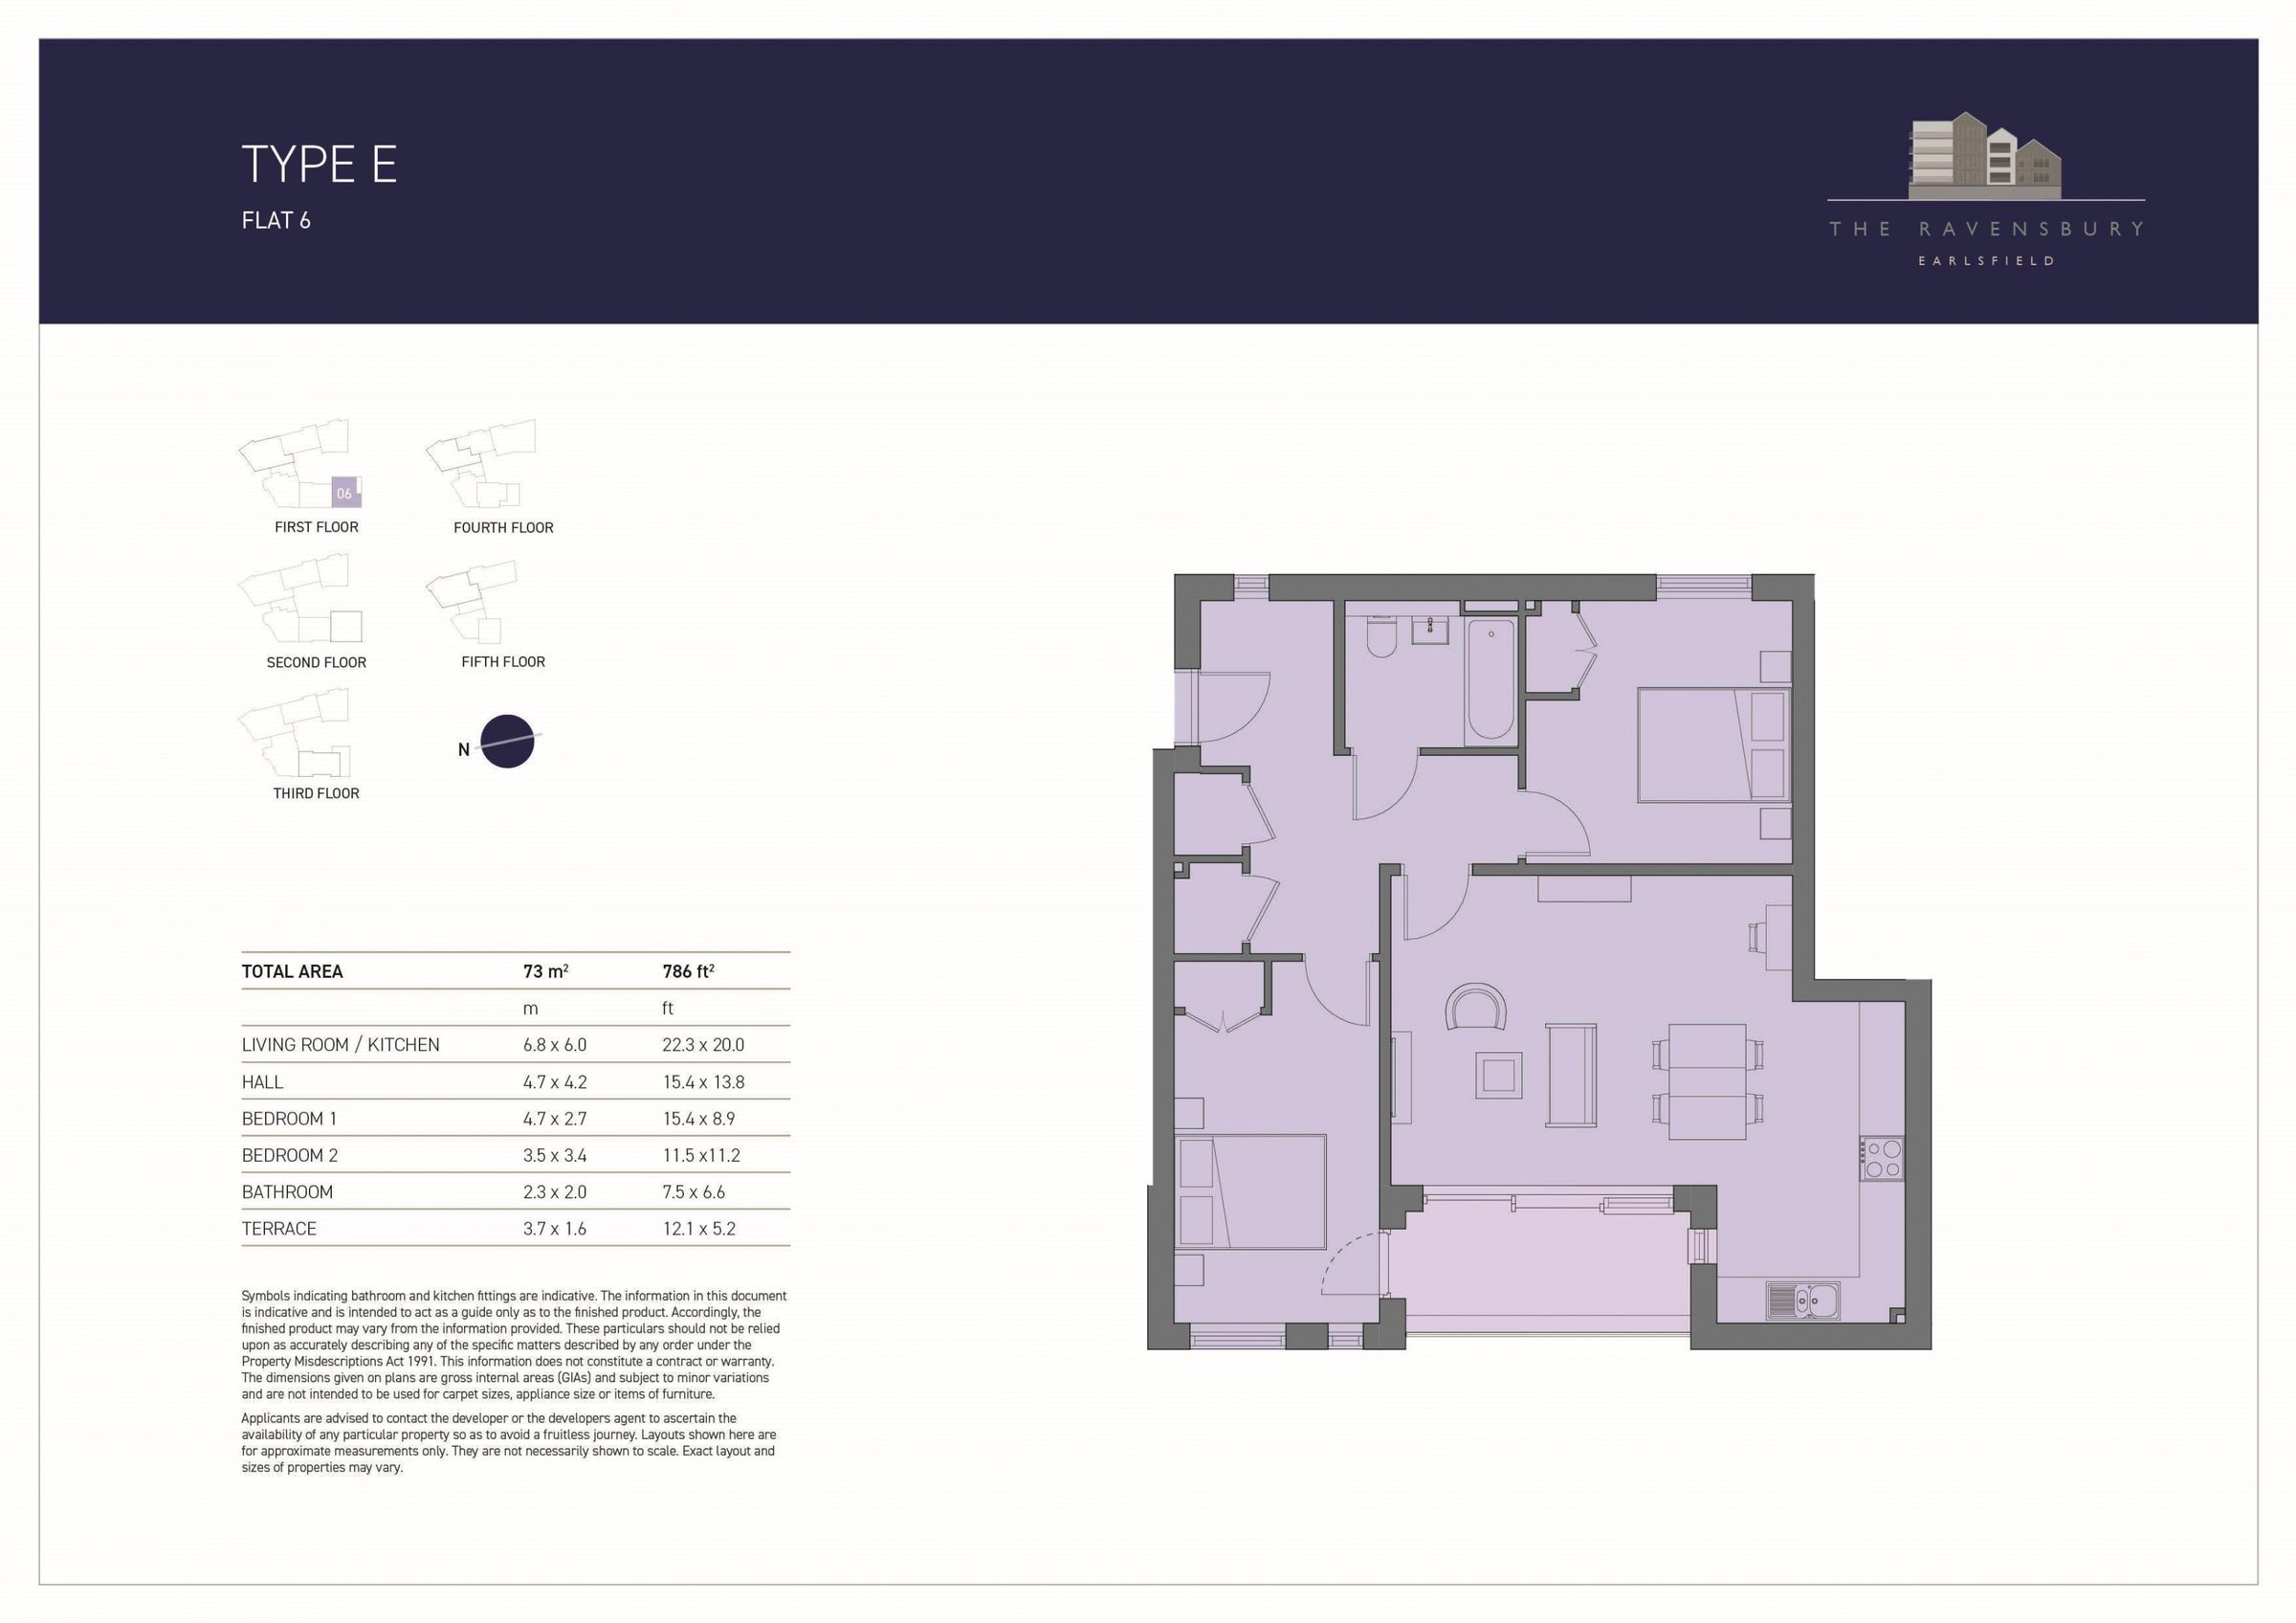 TYPE E
FLAT 6
THE RAVENSBURY
EARLSFIELD
06
FIRST FLOOR
FOURTH FLOOR
SECOND FLOOR
FIFTH FLOOR
THIRD FLOOR
N
TOTAL AREA 73 m² 786 ft²
m ft
LIVING ROOM / KITCHEN 6.8 x 6.0 22.3 x 20.0
HALL 4.7 x 4.2 15.4 x 13.8
BEDROOM 1 4.7 x 2.7 15.4 x 8.9
BEDROOM 2 3.5 x 3.4 11.5 x11.2
BATHROOM 2.3 x 2.0 7.5 x 6.6
TERRACE 3.7 x 1.6 12.1 x 5.2
Symbols indicating bathroom and kitchen fittings are indicative. The information in this document
is indicative and is intended to act as a guide only as to the finished product. Accordingly, the
finished product may vary from the information provided. These particulars should not be relied
upon as accurately describing any of the specific matters described by any order under the
Property Misdescriptions Act 1991. This information does not constitute a contract or warranty.
The dimensions given on plans are gross internal areas (GIAs) and subject to minor variations
and are not intended to be used for carpet sizes, appliance size or items of furniture.
Applicants are advised to contact the developer or the developers agent to ascertain the
availability of any particular property so as to avoid a fruitless journey. Layouts shown here are
for approximate measurements only. They are not necessarily shown to scale. Exact layout and
sizes of properties may vary.